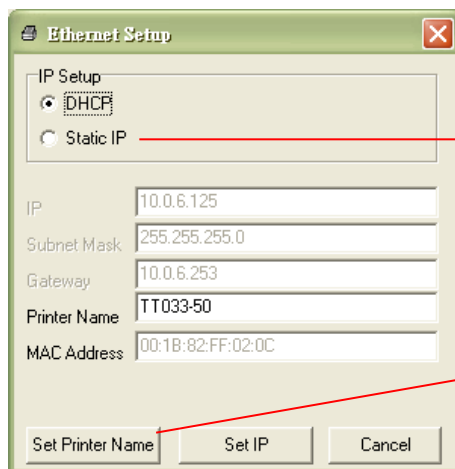 Ethernet Setup
IP Setup
DHCP
Static IP
IP 10.0.6.125
Subnet Mask 255.255.255.0
Gateway 10.0.6.253
Printer Name TT033-50
MAC Address 00:1B:82:FF:02:0C
Set Printer Name Set IP Cancel